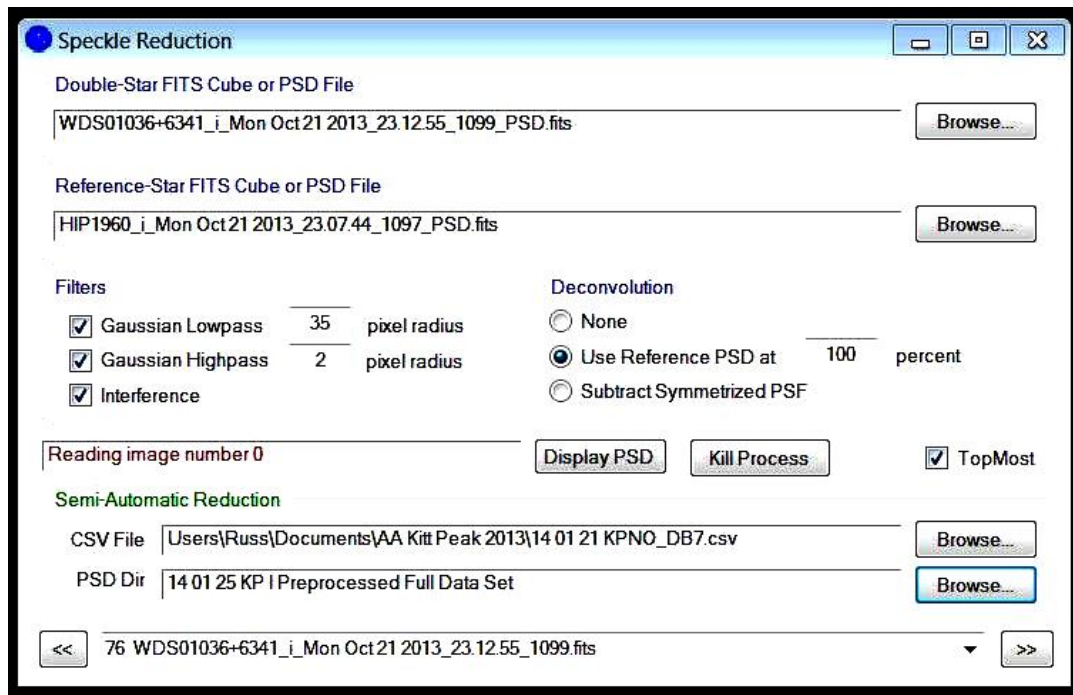 Speckle Reduction
Double-Star FITS Cube or PSD File
WDS01036+6341_i_Mon Oct 21 2013_23.12.55_1099_PSD.fits Browse...
Reference-Star FITS Cube or PSD File
HIP1960_i_Mon Oct 21 2013_23.07.44_1097_PSD.fits Browse...
Filters Deconvolution
Gaussian Lowpass 35 pixel radius None
Gaussian Highpass 2 pixel radius Use Reference PSD at 100 percent
Interference Subtract Symmetrized PSF
Reading image number 0 Display PSD Kill Process TopMost
Semi-Automatic Reduction
CSV File Users\Russ\Documents\AA Kitt Peak 2013\14 01 21 KPNO_DB7.csv Browse...
PSD Dir 14 01 25 KP I Preprocessed Full Data Set Browse...
<< 76 WDS01036+6341_i_Mon Oct 21 2013_23.12.55_1099.fits >>